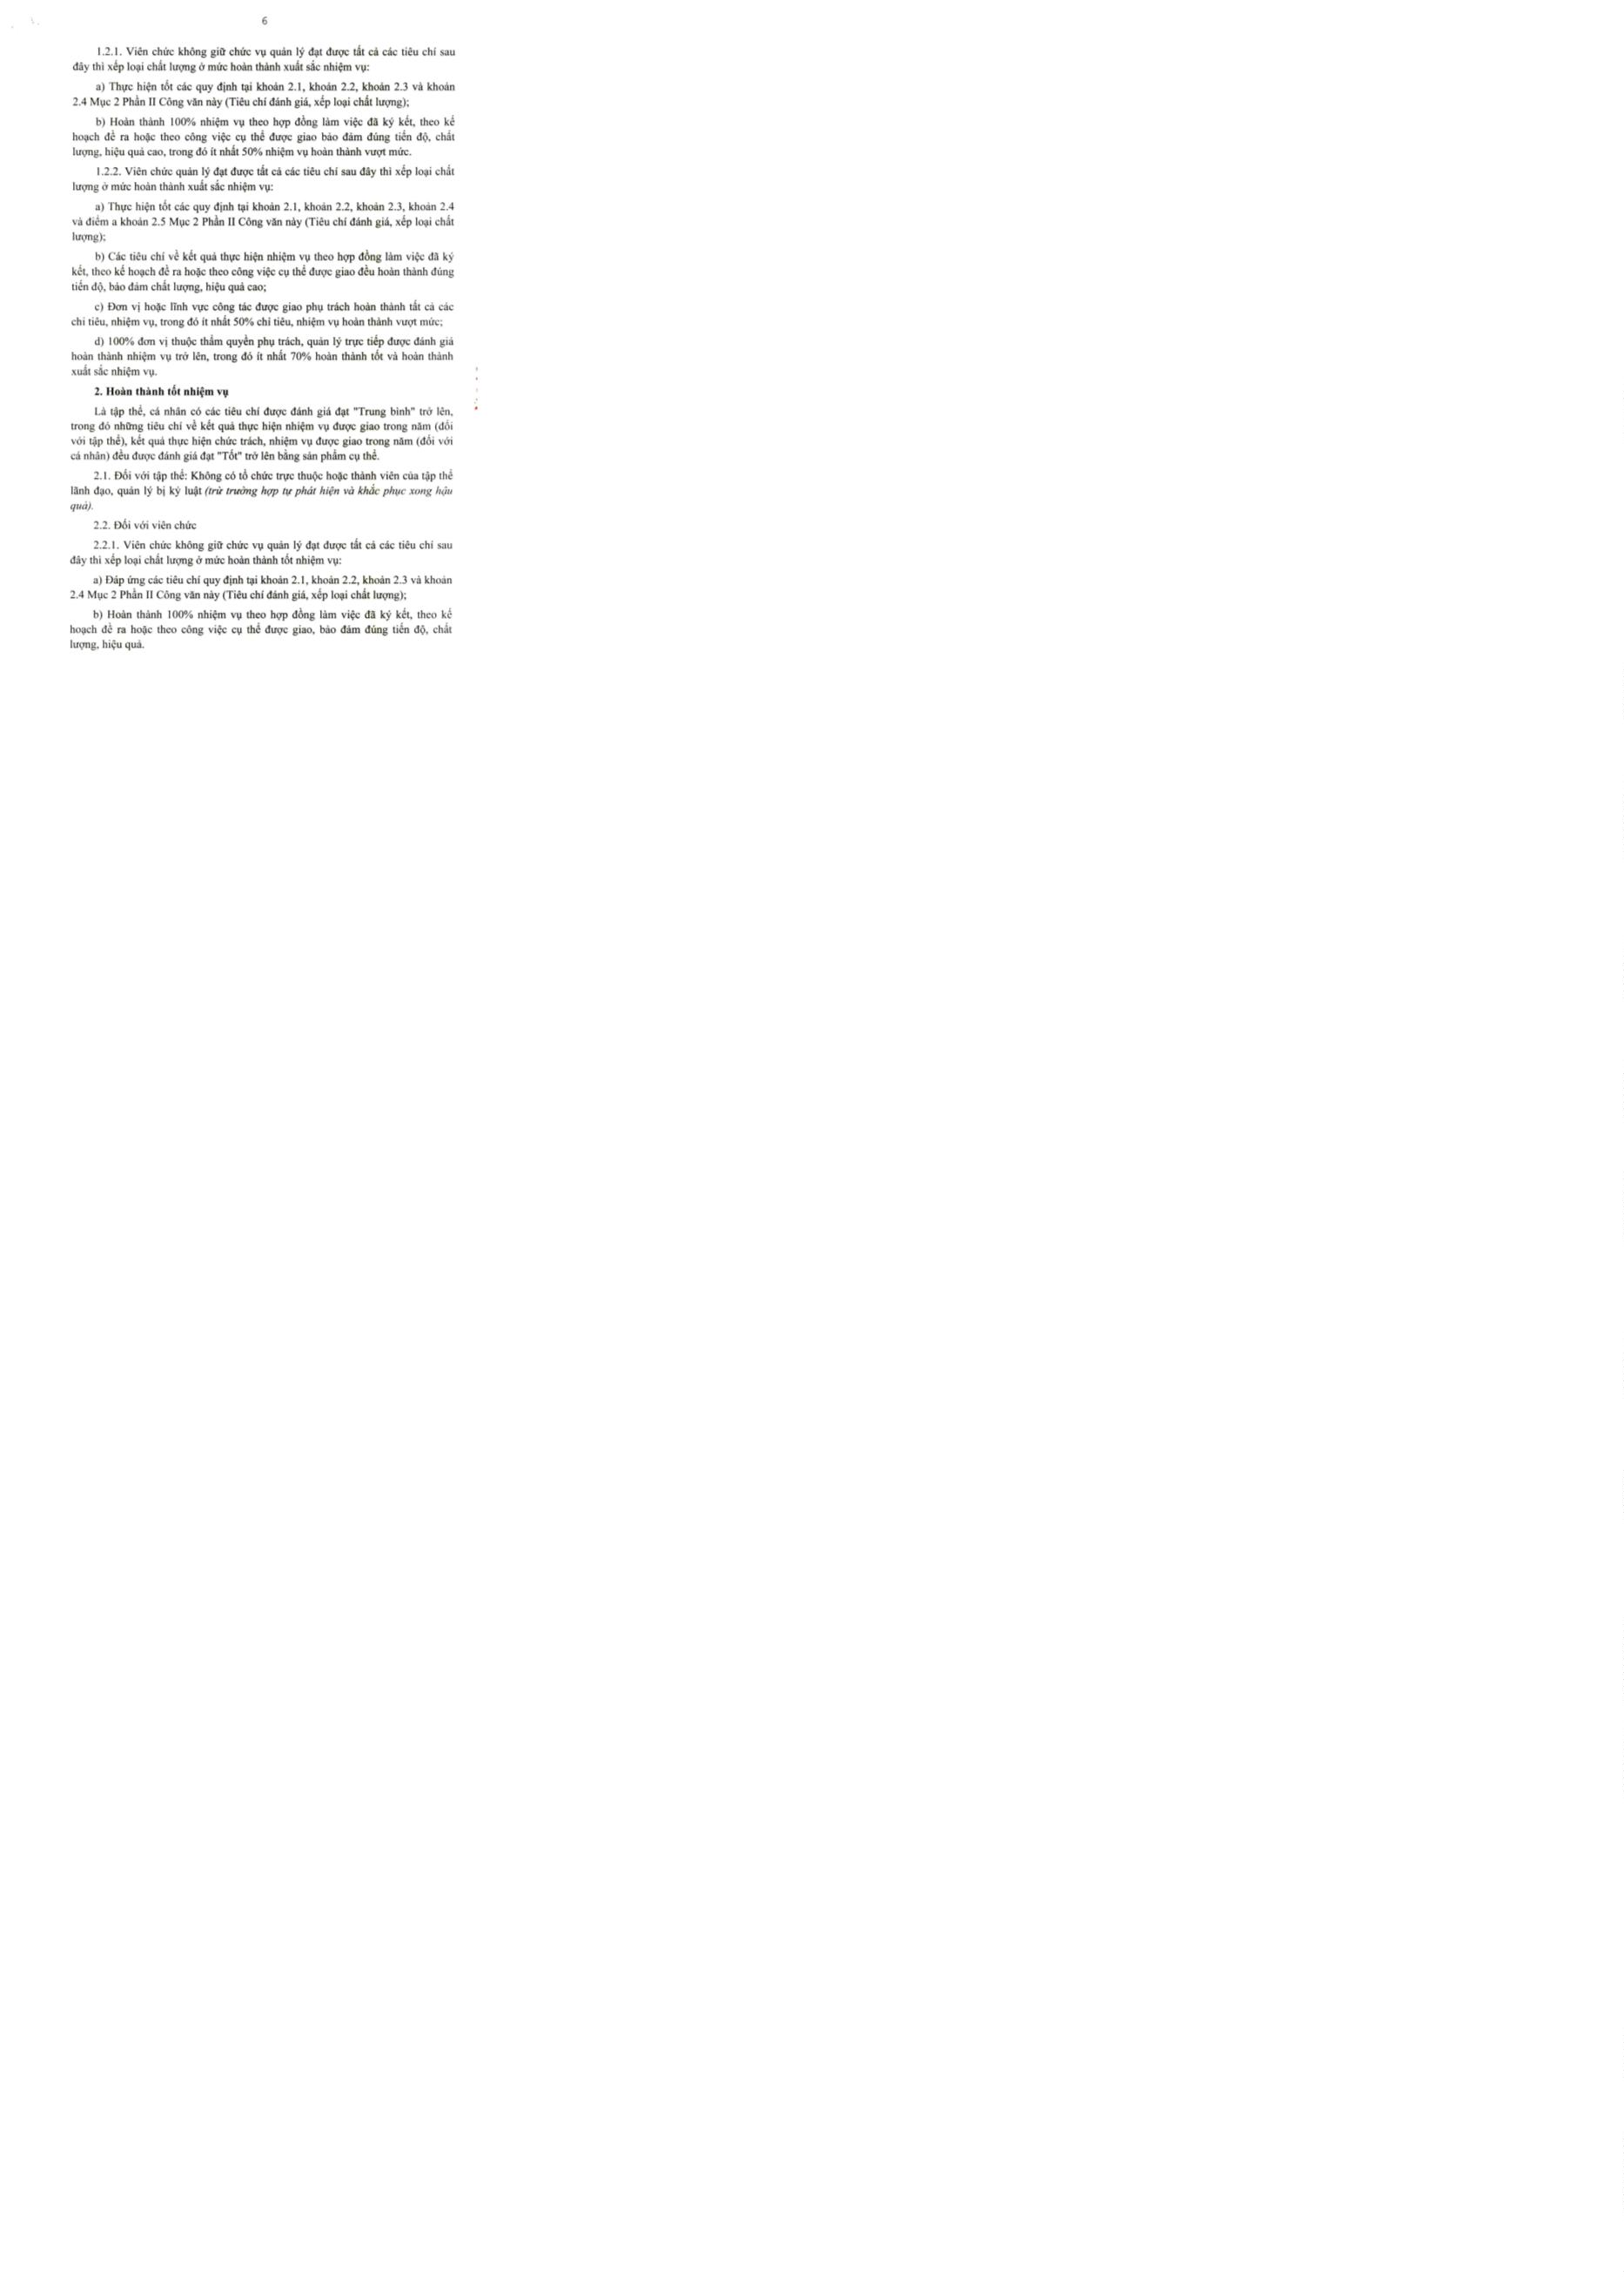 6
1.2.1. Viên chức không giữ chức vụ quản lý đạt được tất cả các tiêu chí sau
đây thì xếp loại chất lượng ở mức hoàn thành xuất sắc nhiệm vụ:
a) Thực hiện tốt các quy định tại khoản 2.1, khoản 2.2, khoản 2.3 và khoản
2.4 Mục 2 Phần II Công văn này (Tiêu chí đánh giá, xếp loại chất lượng);
b) Hoàn thành 100% nhiệm vụ theo hợp đồng làm việc đã ký kết, theo kế
hoạch đề ra hoặc theo công việc cụ thể được giao bảo đảm đúng tiến độ, chất
lượng, hiệu quả cao, trong đó ít nhất 50% nhiệm vụ hoàn thành vượt mức.
1.2.2. Viên chức quản lý đạt được tất cả các tiêu chí sau đây thì xếp loại chất
lượng ở mức hoàn thành xuất sắc nhiệm vụ:
a) Thực hiện tốt các quy định tại khoản 2.1, khoản 2.2, khoản 2.3, khoản 2.4
và điểm a khoản 2.5 Mục 2 Phần II Công văn này (Tiêu chí đánh giá, xếp loại chất
lượng);
b) Các tiêu chí về kết quả thực hiện nhiệm vụ theo hợp đồng làm việc đã ký
kết, theo kế hoạch đề ra hoặc theo công việc cụ thể được giao đều hoàn thành đúng
tiến độ, bảo đảm chất lượng, hiệu quả cao;
c) Đơn vị hoặc lĩnh vực công tác được giao phụ trách hoàn thành tất cả các
chỉ tiêu, nhiệm vụ, trong đó ít nhất 50% chỉ tiêu, nhiệm vụ hoàn thành vượt mức;
d) 100% đơn vị thuộc thẩm quyền phụ trách, quản lý trực tiếp được đánh giá
hoàn thành nhiệm vụ trở lên, trong đó ít nhất 70% hoàn thành tốt và hoàn thành
xuất sắc nhiệm vụ.
2. Hoàn thành tốt nhiệm vụ
Là tập thể, cá nhân có các tiêu chí được đánh giá đạt "Trung bình" trở lên,
trong đó những tiêu chí về kết quả thực hiện nhiệm vụ được giao trong năm (đối
với tập thể), kết quả thực hiện chức trách, nhiệm vụ được giao trong năm (đối với
cá nhân) đều được đánh giá đạt "Tốt" trở lên bằng sản phẩm cụ thể.
2.1. Đối với tập thể: Không có tổ chức trực thuộc hoặc thành viên của tập thể
lãnh đạo, quản lý bị kỷ luật (trừ trường hợp tự phát hiện và khắc phục xong hậu
quả).
2.2. Đối với viên chức
2.2.1. Viên chức không giữ chức vụ quản lý đạt được tất cả các tiêu chí sau
đây thì xếp loại chất lượng ở mức hoàn thành tốt nhiệm vụ:
a) Đáp ứng các tiêu chí quy định tại khoản 2.1, khoản 2.2, khoản 2.3 và khoản
2.4 Mục 2 Phần II Công văn này (Tiêu chí đánh giá, xếp loại chất lượng);
b) Hoàn thành 100% nhiệm vụ theo hợp đồng làm việc đã ký kết, theo kế
hoạch đề ra hoặc theo công việc cụ thể được giao, bảo đảm đúng tiến độ, chất
lượng, hiệu quả.